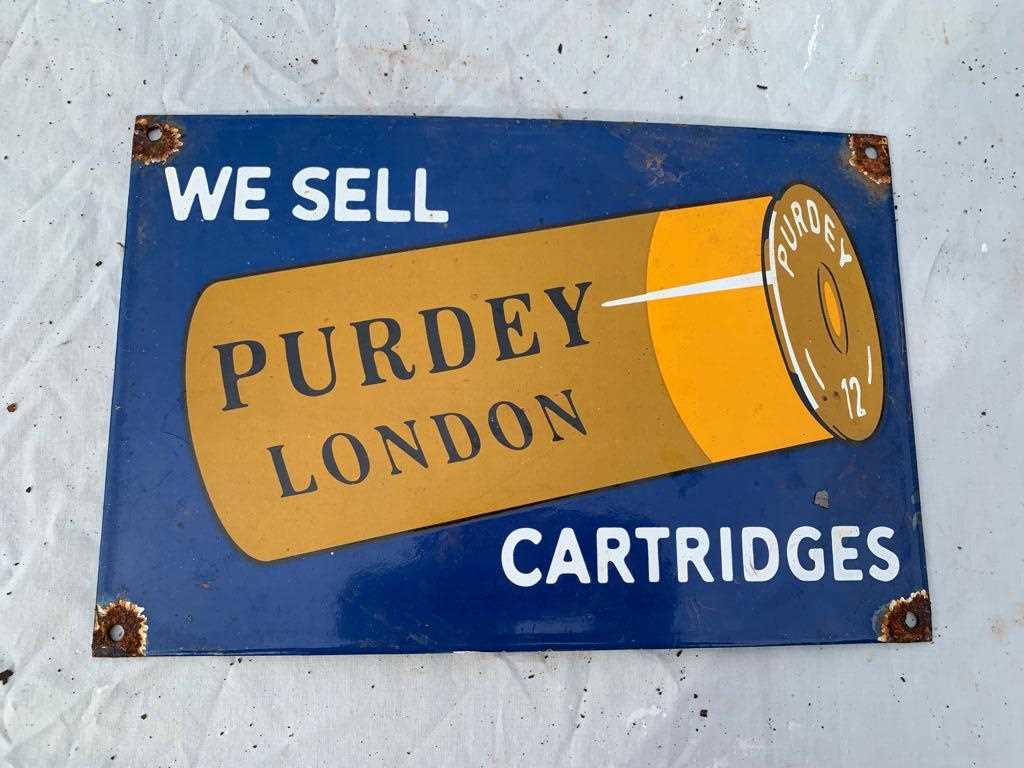 WE SELL
PURDEY
LONDON
PURDEY
12
CARTRIDGES